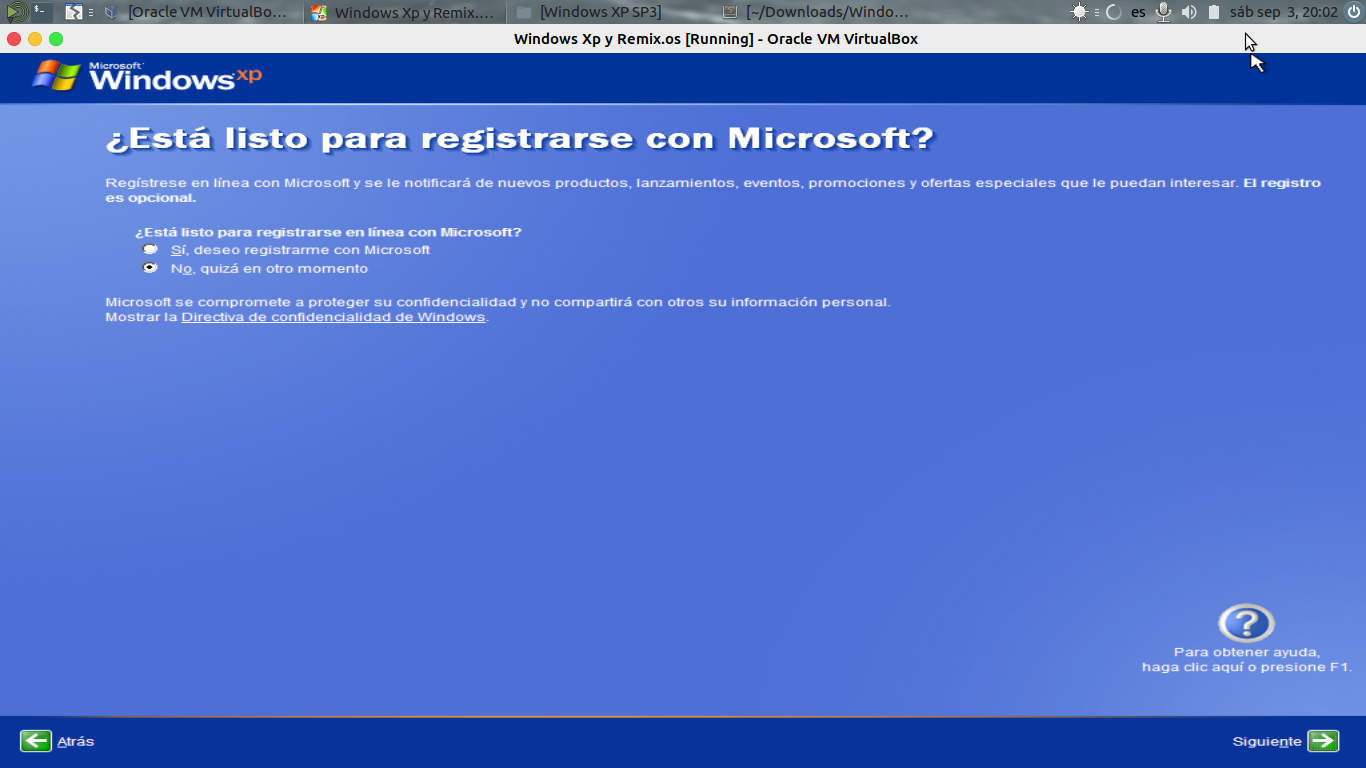 [Oracle VM VirtualBo...
Windows Xp y Remix....
[Windows XP SP3]
[~/Downloads/Windo...
es
sáb sep 3, 20:02
Windows Xp y Remix.os [Running] - Oracle VM VirtualBox
Microsoft
Windows xp
¿Está listo para registrarse con Microsoft?
Regístrese en línea con Microsoft y se le notificará de nuevos productos, lanzamientos, eventos, promociones y ofertas especiales que le puedan interesar. El registro
es opcional.
¿Está listo para registrarse en línea con Microsoft?
Sí, deseo registrarme con Microsoft
No, quizá en otro momento
Microsoft se compromete a proteger su confidencialidad y no compartirá con otros su información personal.
Mostrar la Directiva de confidencialidad de Windows.
Para obtener ayuda,
haga clic aquí o presione F1.
Atrás
Siguiente